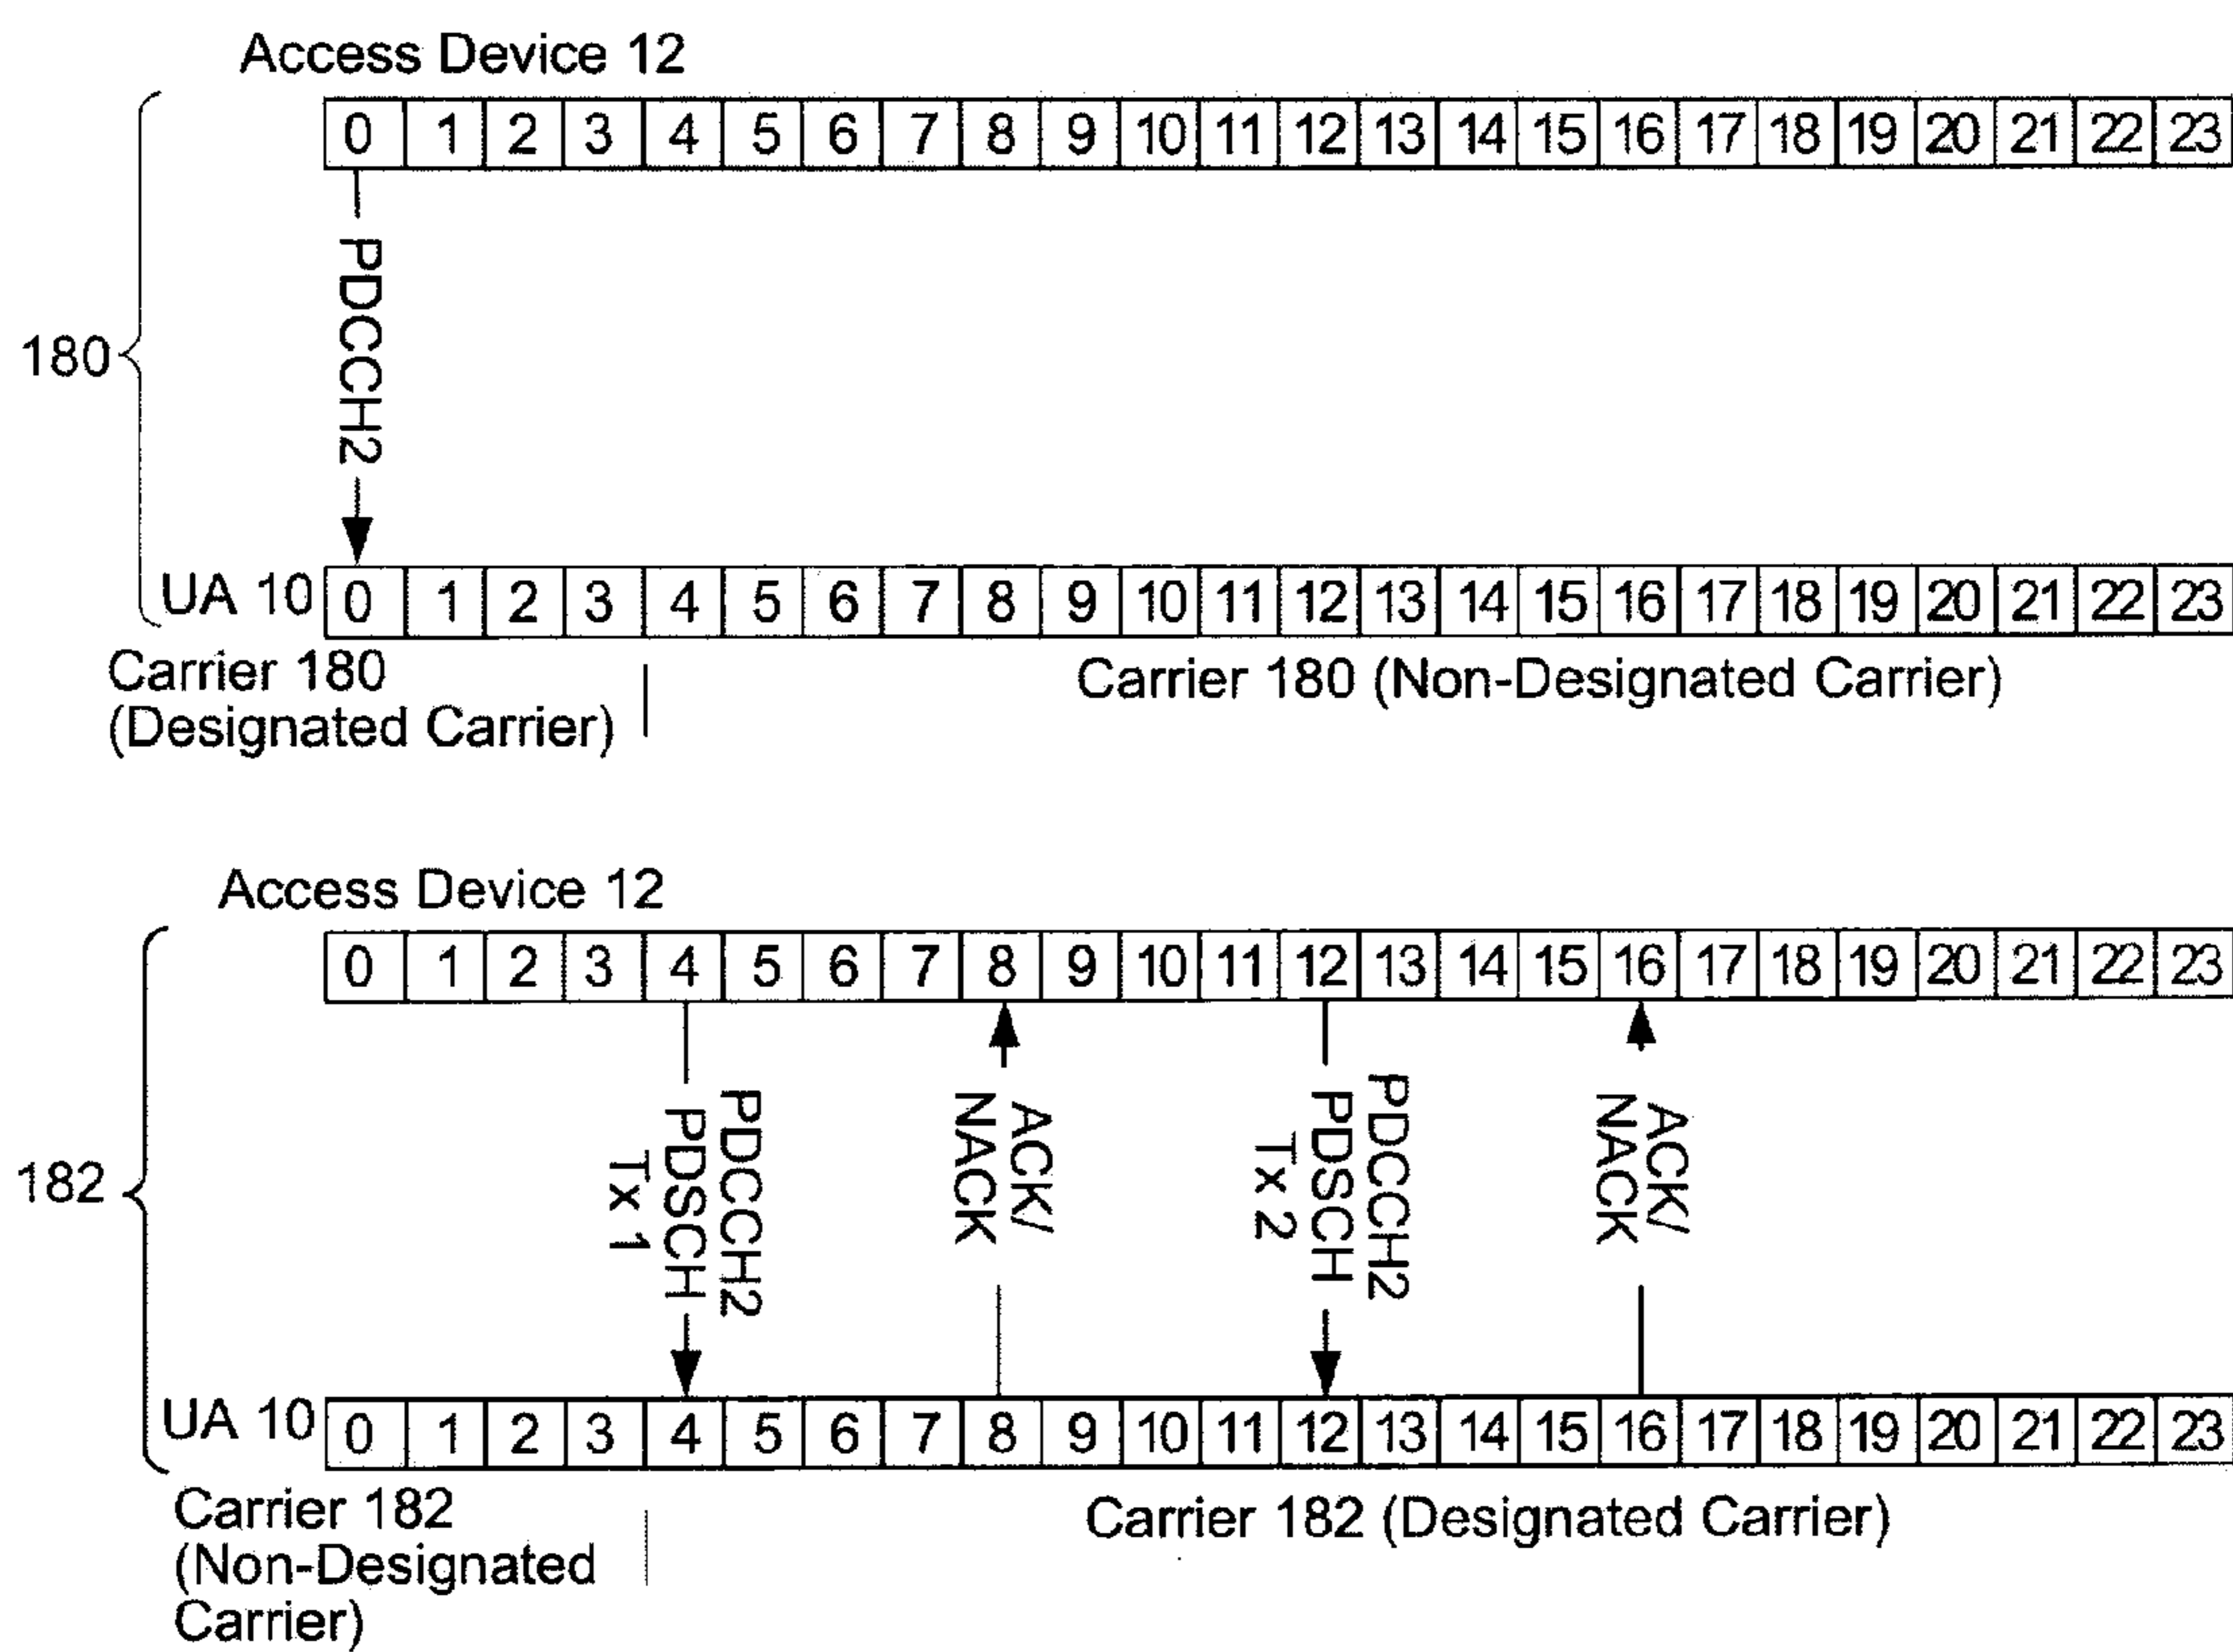 Access Device 12
0 1 2 3 4 5 6 7 8 9 10 11 12 13 14 15 16 17 18 19 20 21 22 23
PDCCH2
180
UA 10 0 1 2 3 4 5 6 7 8 9 10 11 12 13 14 15 16 17 18 19 20 21 22 23
Carrier 180
(Designated Carrier)
Carrier 180 (Non-Designated Carrier)
Access Device 12
0 1 2 3 4 5 6 7 8 9 10 11 12 13 14 15 16 17 18 19 20 21 22 23
PDCCH2
PDSCH
Tx 1
ACK/
NACK
PDCCH2
PDSCH
Tx 2
ACK/
NACK
182
UA 10 0 1 2 3 4 5 6 7 8 9 10 11 12 13 14 15 16 17 18 19 20 21 22 23
Carrier 182
(Non-Designated
Carrier)
Carrier 182 (Designated Carrier)